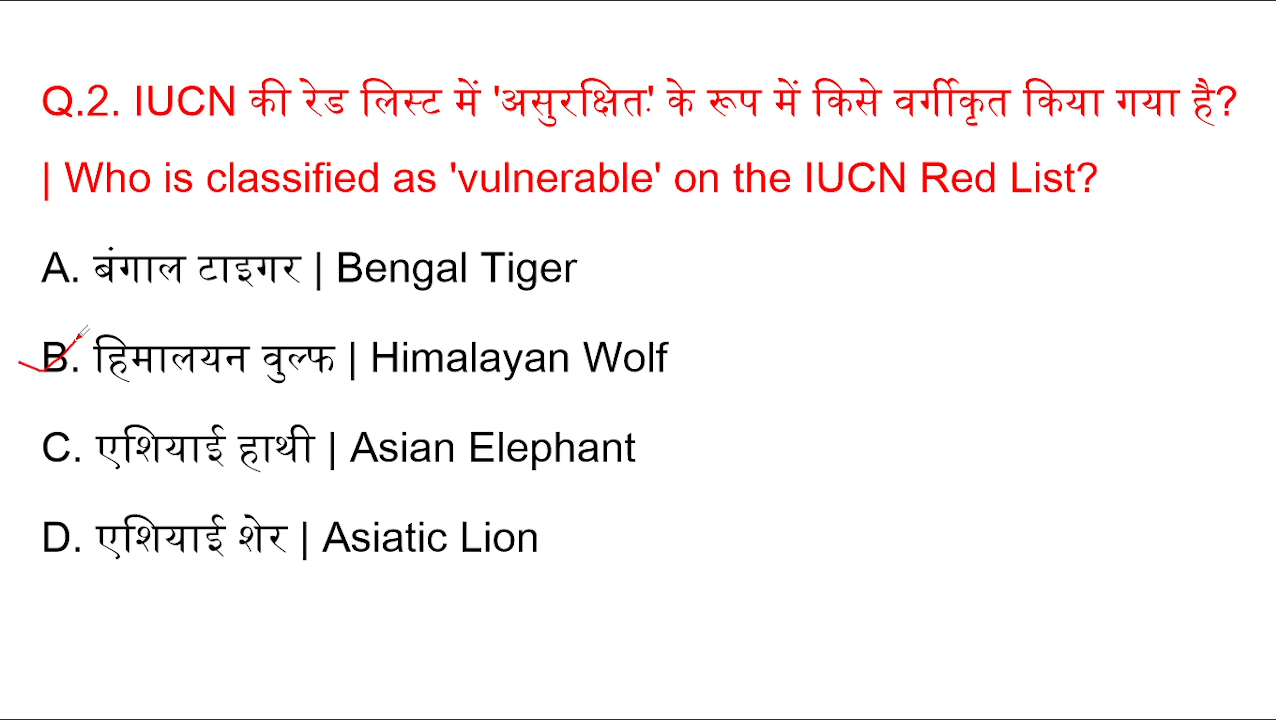 Q.2. IUCN की रेड लिस्ट में 'असुरक्षितः' के रूप में किसे वर्गीकृत किया गया है?
| Who is classified as 'vulnerable' on the IUCN Red List?
A. बंगाल टाइगर | Bengal Tiger
B. हिमालयन वुल्फ | Himalayan Wolf
C. एशियाई हाथी | Asian Elephant
D. एशियाई शेर | Asiatic Lion